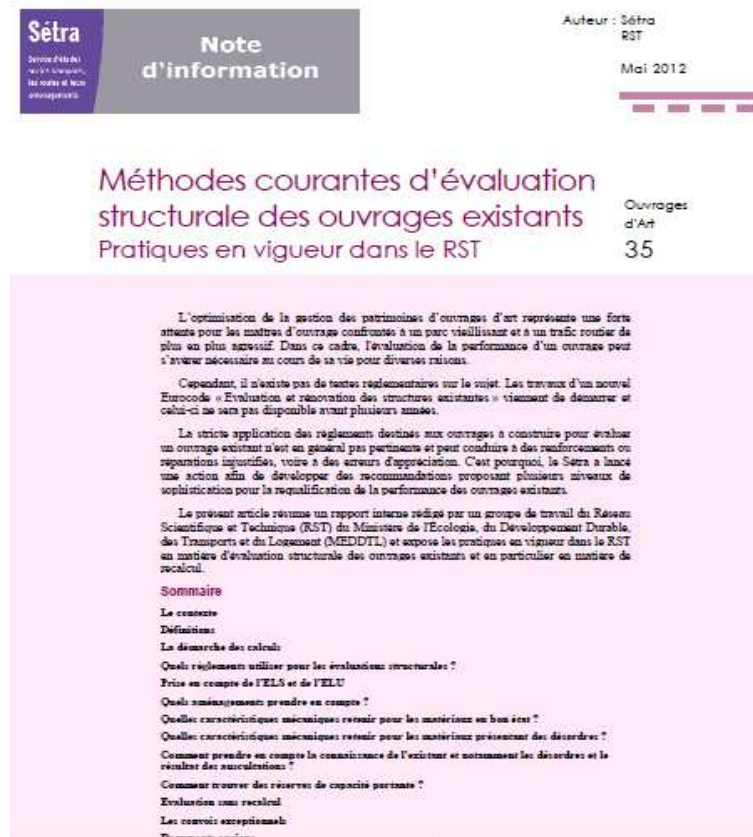 Sétra
Service d'études
sur les transports,
les routes et leurs
aménagements
Note
d'information
Auteur : Sétra
RST
Mai 2012
Méthodes courantes d'évaluation
structurale des ouvrages existants
Pratiques en vigueur dans le RST
Ouvrages
d'Art
35
L'optimisation de la gestion des patrimoines d'ouvrages d'art représente une forte
attente pour les maîtres d'ouvrage confrontés à un parc vieillissant et à un trafic routier de
plus en plus agressif. Dans ce cadre, l'évaluation de la performance d'un ouvrage peut
s'avérer nécessaire au cours de sa vie pour diverses raisons.
Cependant, il n'existe pas de textes réglementaires sur le sujet. Les travaux d'un nouvel
Eurocode « Evaluation et rénovation des structures existantes » viennent de démarrer et
celui-ci ne sera pas disponible avant plusieurs années.
La stricte application des règlements destinés aux ouvrages à construire pour évaluer
un ouvrage existant n'est en général pas pertinente et peut conduire à des renforcements ou
réparations injustifiés, voire à des erreurs d'appréciation. C'est pourquoi, le Sétra a lancé
une action afin de développer des recommandations proposant plusieurs niveaux de
sophistication pour la requalification de la performance des ouvrages existants.
Le présent article résume un rapport interne rédigé par un groupe de travail du Réseau
Scientifique et Technique (RST) du Ministère de l'Écologie, du Développement Durable,
des Transports et du Logement (MEDDTL) et expose les pratiques en vigueur dans le RST
en matière d'évaluation structurale des ouvrages existants et en particulier en matière de
recalcul.
Sommaire
Le contexte
Définitions
La démarche des calculs
Quels règlements utiliser pour les évaluations structurales ?
Prise en compte de l'ELS et de l'ELU
Quels aménagements prendre en compte ?
Quelles caractéristiques mécaniques retenir pour les matériaux en bon état ?
Quelles caractéristiques mécaniques retenir pour les matériaux présentant des désordres ?
Comment prendre en compte la connaissance de l'existant et notamment les désordres et le
résultat des auscultations ?
Comment trouver des réserves de capacité portante ?
Evaluation sans recalcul
Les convois exceptionnels